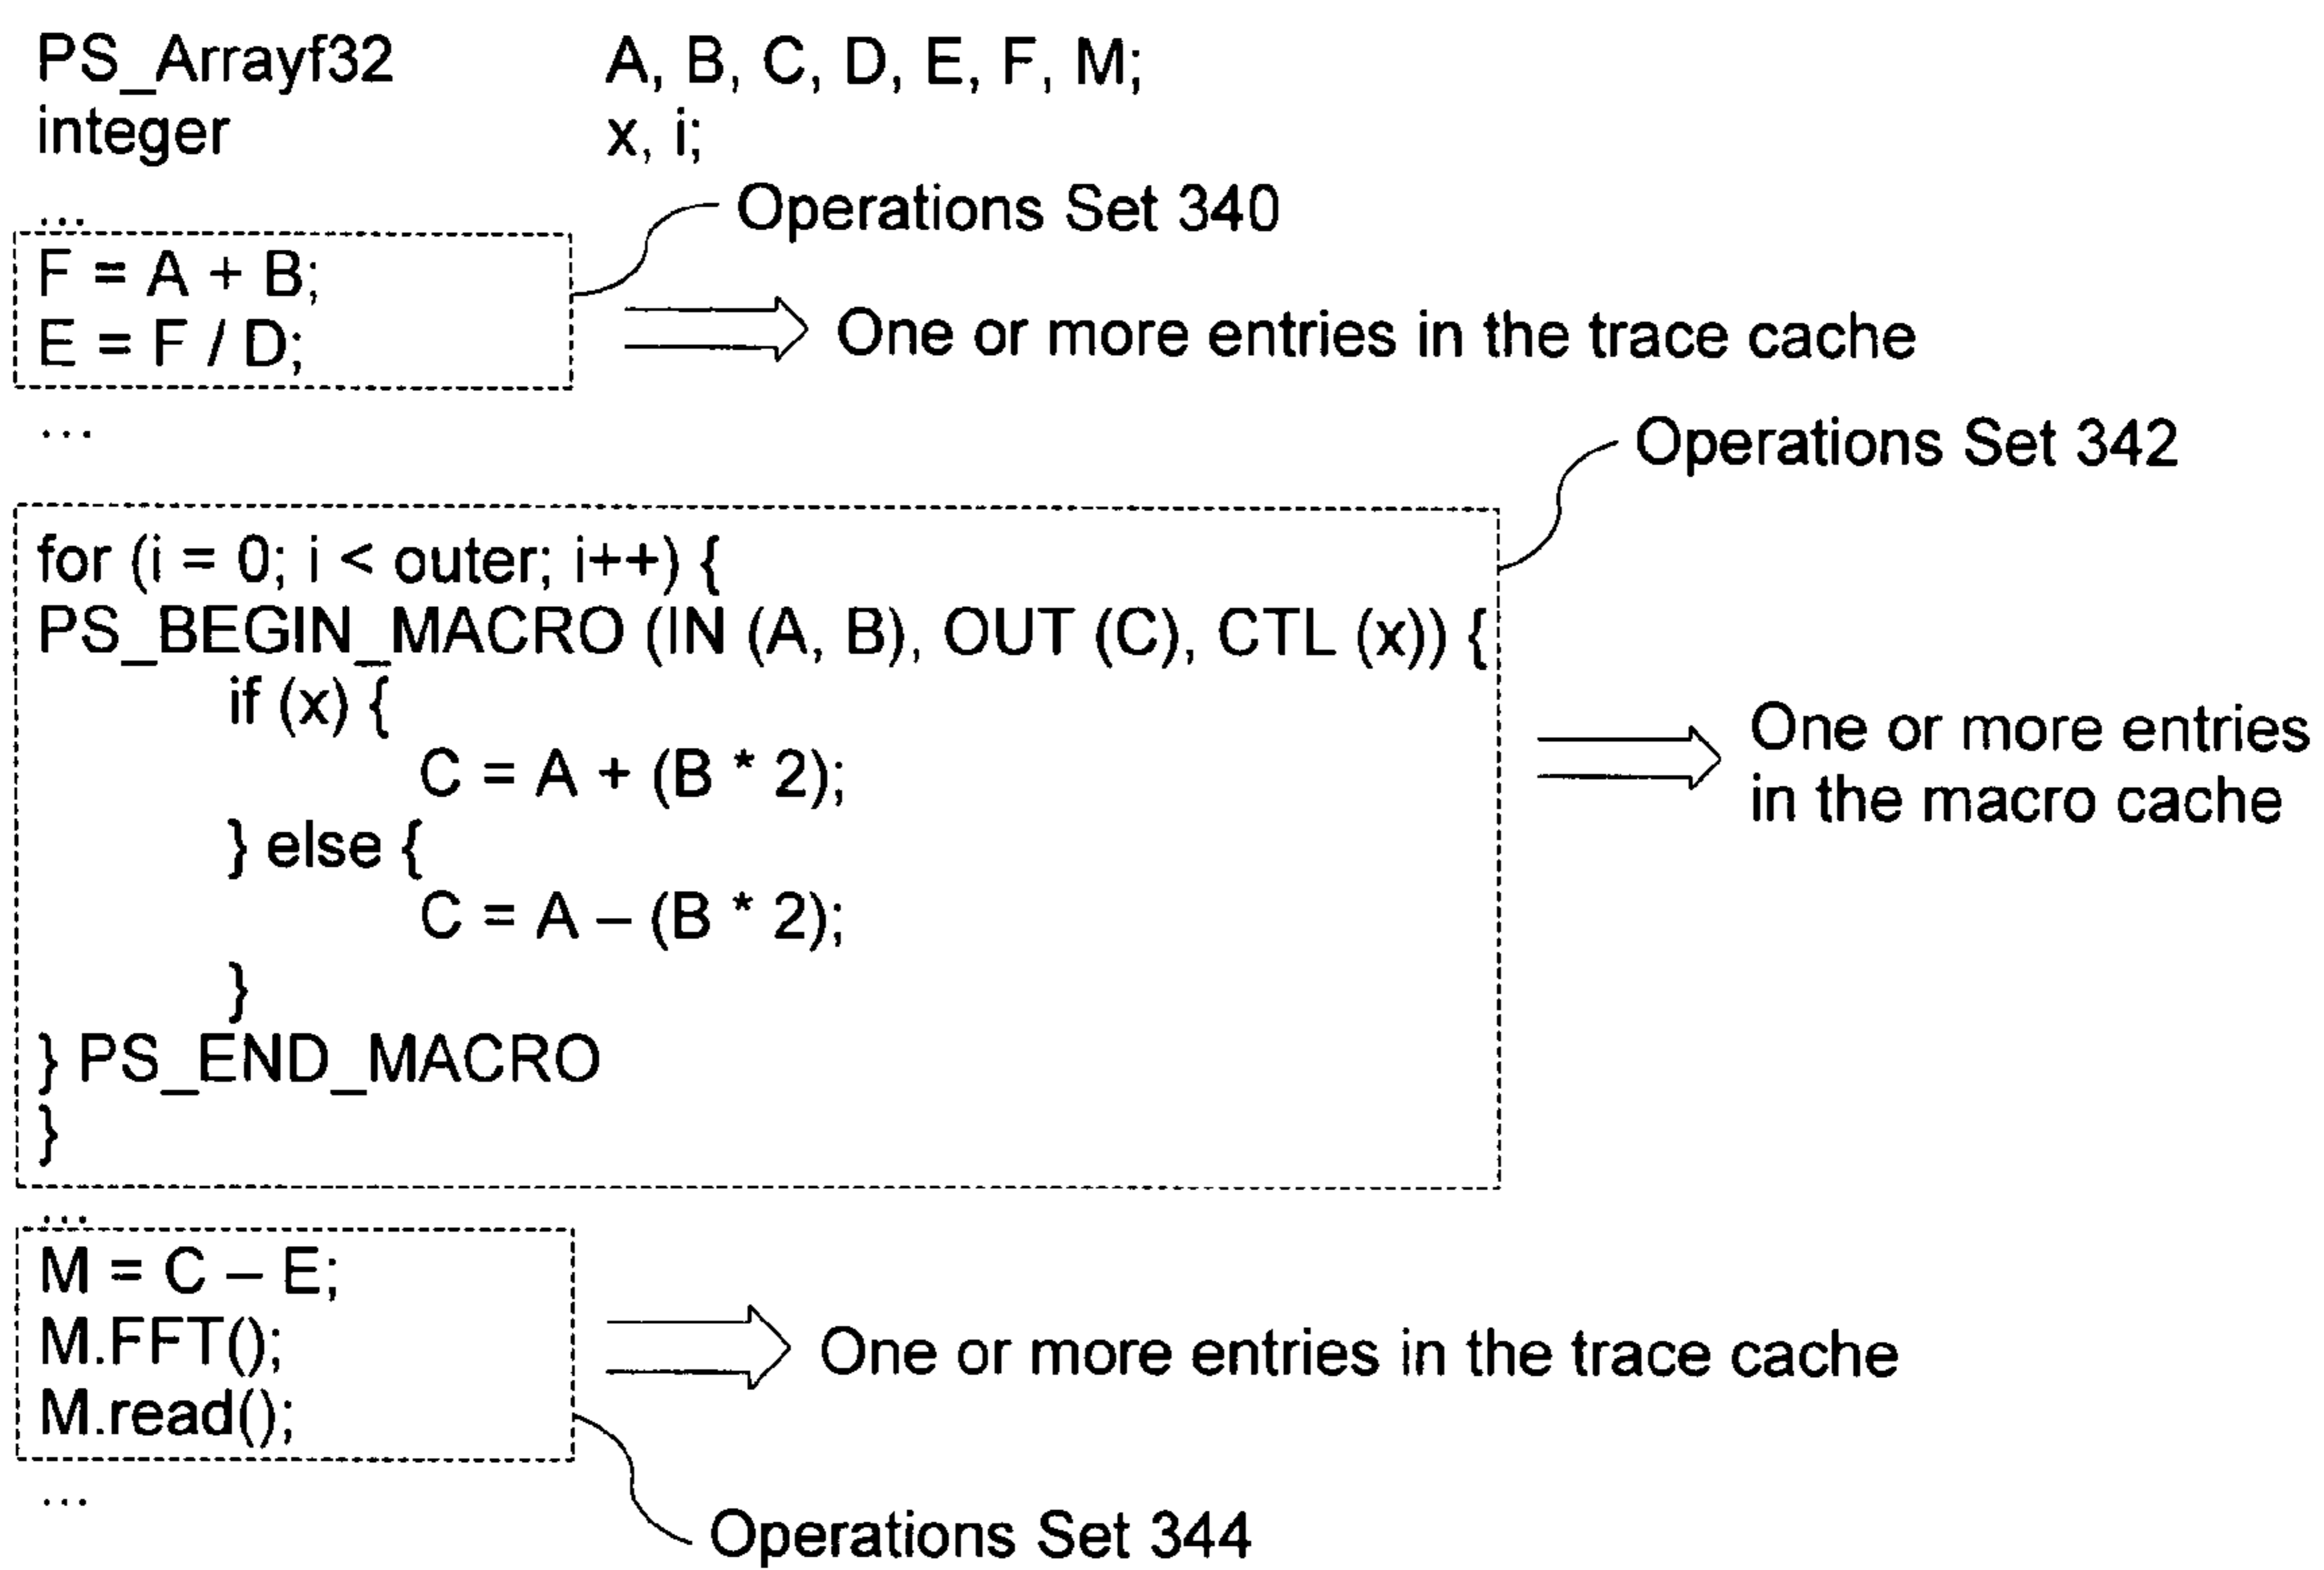 PS_Arrayf32 A, B, C, D, E, F, M;
integer x, i;
...
Operations Set 340
F = A + B;
E = F / D;
One or more entries in the trace cache
...
Operations Set 342
for (i = 0; i < outer; i++) {
PS_BEGIN_MACRO (IN (A, B), OUT (C), CTL (x)) {
if (x) {
C = A + (B * 2);
} else {
C = A – (B * 2);
}
} PS_END_MACRO
}
One or more entries
in the macro cache
...
M = C – E;
M.FFT();
M.read();
One or more entries in the trace cache
...
Operations Set 344